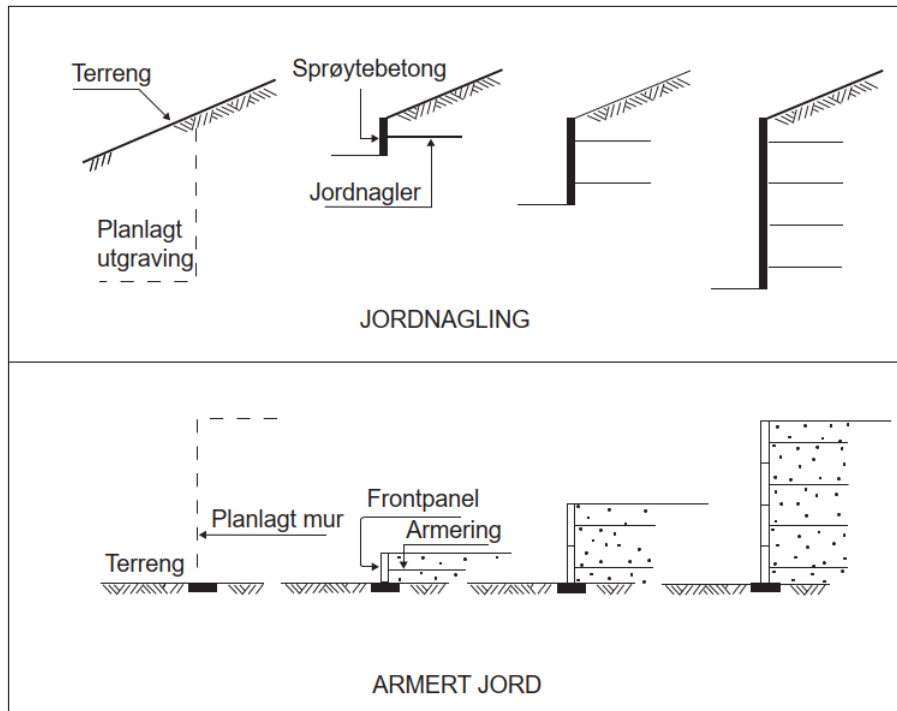 Terreng
Sprøytebetong
Jordnagler
Planlagt
utgraving
JORDNAGLING
Frontpanel
Planlagt mur
Armering
Terreng
ARMERT JORD